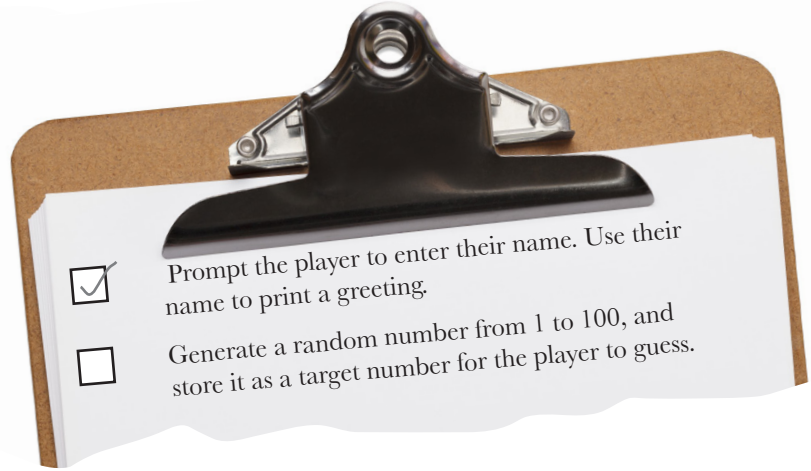 Prompt the player to enter their name. Use their
name to print a greeting.
Generate a random number from 1 to 100, and
store it as a target number for the player to guess.